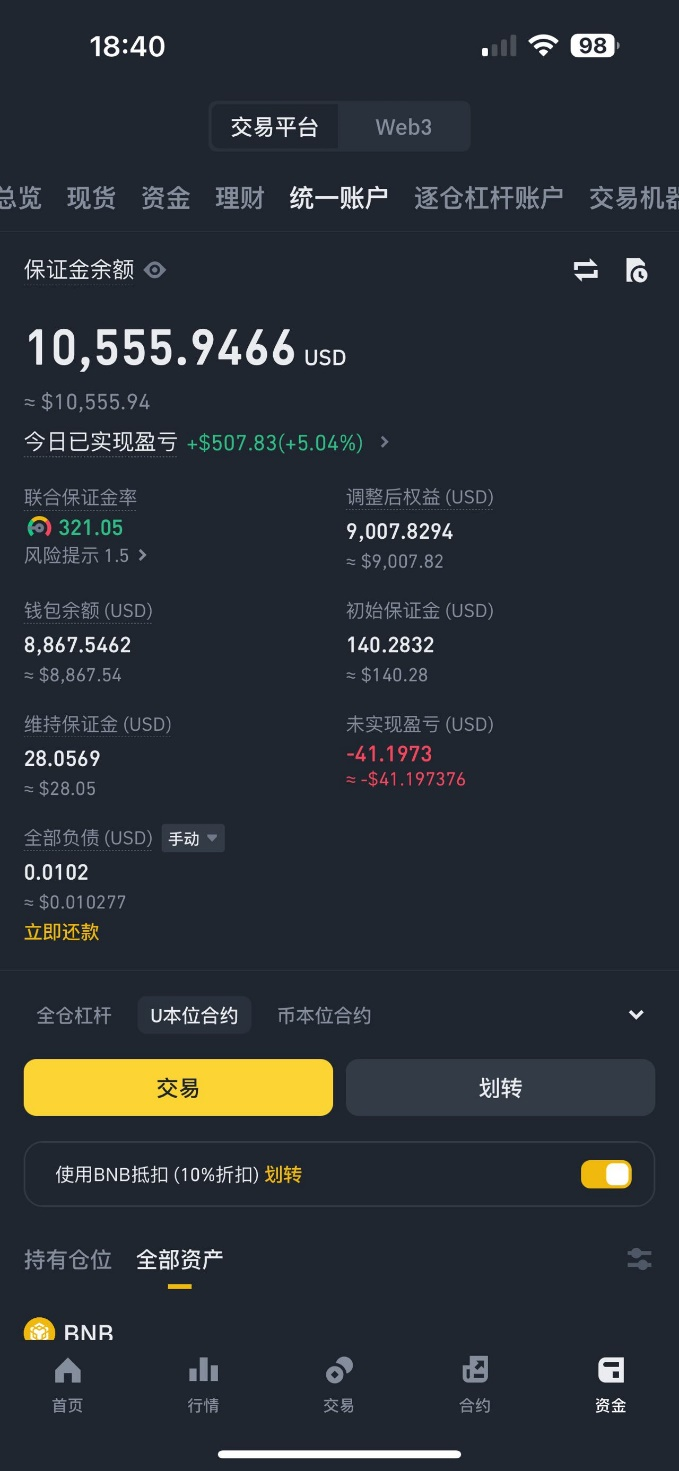 18:40 98
交易平台 Web3
总览 现货 资金 理财 统一账户 逐仓杠杆账户 交易机器
保证金余额
10,555.9466 USD
≈ $10,555.94
今日已实现盈亏 +$507.83(+5.04%)
联合保证金率 调整后权益 (USD)
321.05 9,007.8294
风险提示 1.5 ≈ $9,007.82
钱包余额 (USD) 初始保证金 (USD)
8,867.5462 140.2832
≈ $8,867.54 ≈ $140.28
维持保证金 (USD) 未实现盈亏 (USD)
28.0569 -41.1973
≈ $28.05 ≈ -$41.197376
全部负债 (USD) 手动
0.0102
≈ $0.010277
立即还款
全仓杠杆 U本位合约 币本位合约
交易 划转
使用BNB抵扣 (10%折扣) 划转
持有仓位 全部资产
BNB
首页 行情 交易 合约 资金